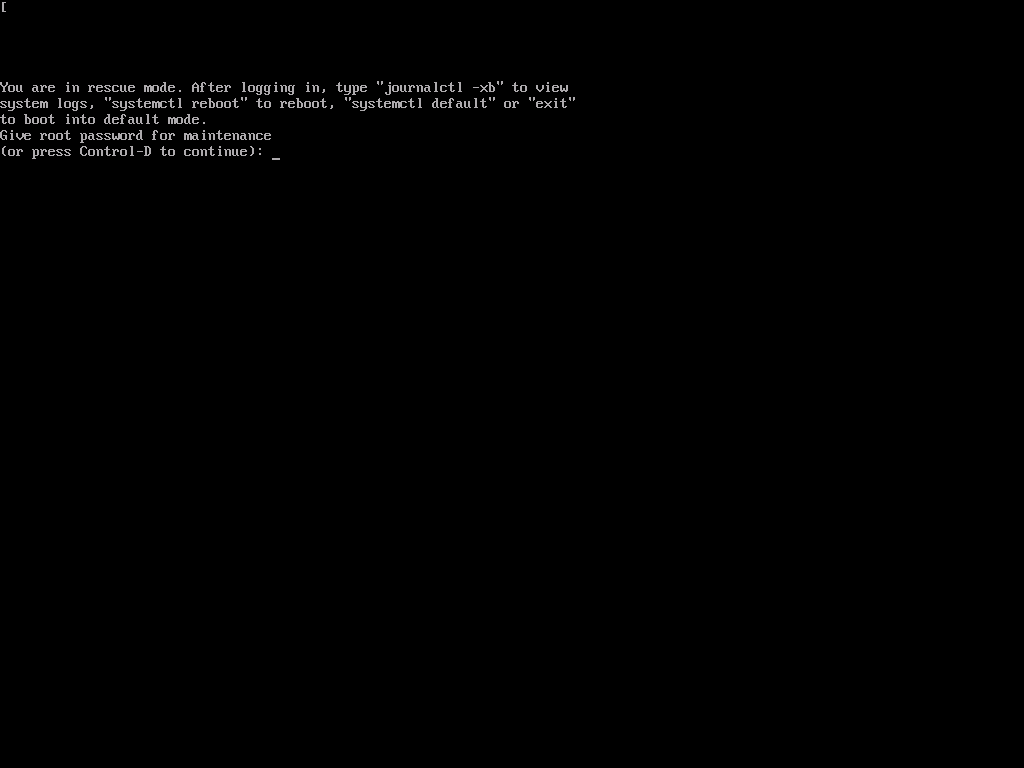 [
You are in rescue mode. After logging in, type "journalctl -xb" to view
system logs, "systemctl reboot" to reboot, "systemctl default" or "exit"
to boot into default mode.
Give root password for maintenance
(or press Control-D to continue): _